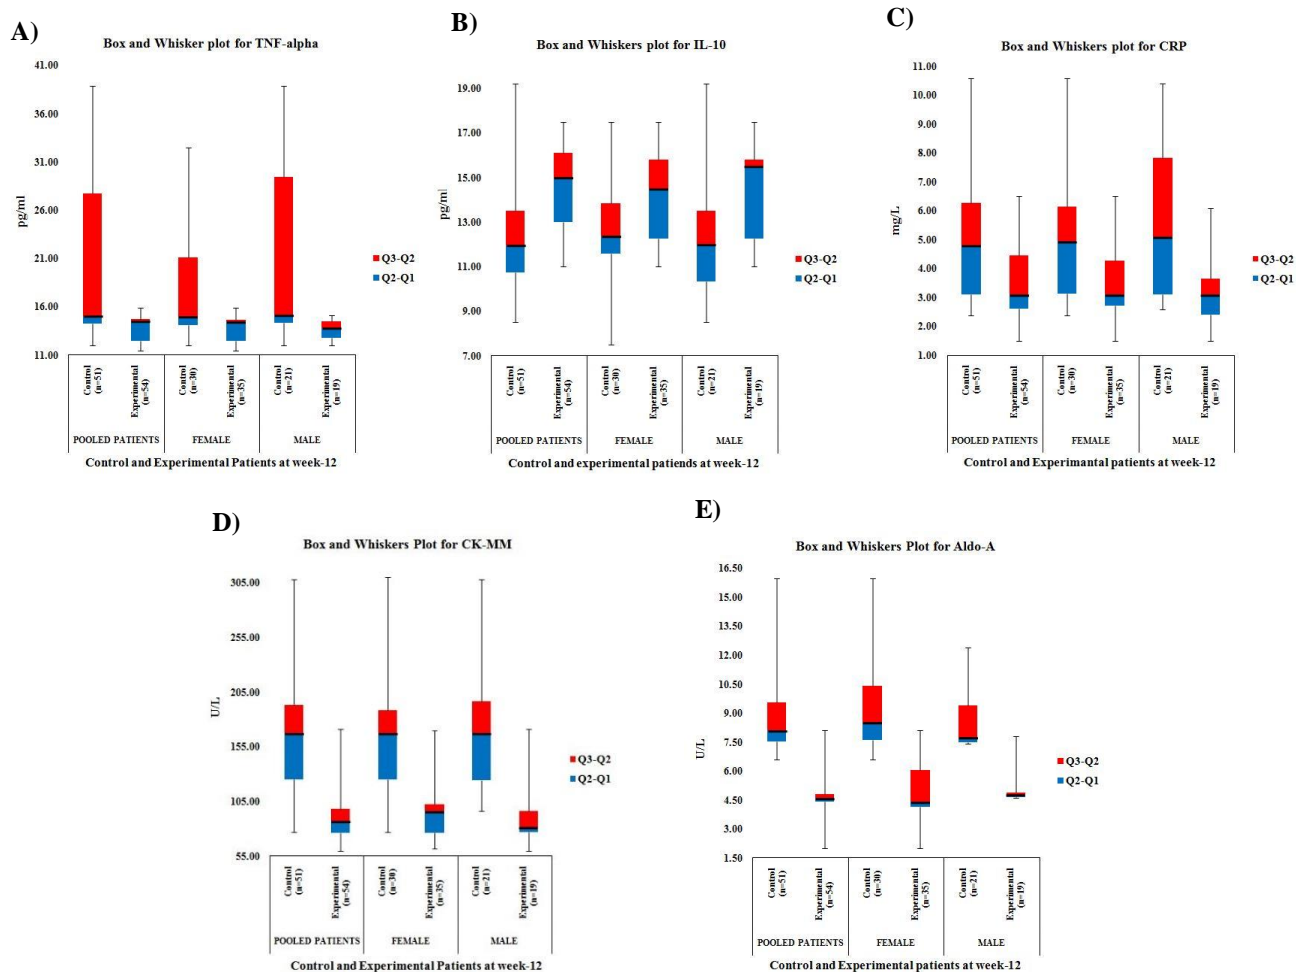 A)
Box and Whisker plot for TNF-alpha
41.00
36.00
31.00
26.00
21.00
16.00
11.00
pg/ml
Q3-Q2
Q2-Q1
Control (n=51)
Experimental (n=54)
Control (n=30)
Experimental (n=35)
Control (n=21)
Experimental (n=19)
POOLED PATIENTS
FEMALE
MALE
Control and Experimental Patients at week-12
B)
Box and Whiskers plot for IL-10
19.00
17.00
15.00
13.00
11.00
9.00
7.00
pg/ml
Q3-Q2
Q2-Q1
Control (n=51)
Experimental (n=54)
Control (n=30)
Experimental (n=35)
Control (n=21)
Experimental (n=19)
POOLED PATIENTS
FEMALE
MALE
Control and experimental patiends at week-12
C)
Box and Whiskers plot for CRP
11.00
10.00
9.00
8.00
7.00
6.00
5.00
4.00
3.00
2.00
1.00
mg/L
Q3-Q2
Q2-Q1
Control (n=51)
Experimental (n=54)
Control (n=30)
Experimental (n=35)
Control (n=21)
Experimental (n=19)
POOLED PATIENTS
FEMALE
MALE
Control and Experimantal patients at week-12
D)
Box and Whiskers Plot for CK-MM
305.00
255.00
205.00
155.00
105.00
55.00
U/L
Q3-Q2
Q2-Q1
Control (n=51)
Experimental (n=54)
Control (n=30)
Experimental (n=35)
Control (n=21)
Experimental (n=19)
POOLED PATIENTS
FEMALE
MALE
Control and Experimental Patients at week-12
E)
Box and Whiskers Plot for Aldo-A
16.50
15.00
13.50
12.00
10.50
9.00
7.50
6.00
4.50
3.00
1.50
U/L
Q3-Q2
Q2-Q1
Control (n=51)
Experimental (n=54)
Control (n=30)
Experimental (n=35)
Control (n=21)
Experimental (n=19)
POOLED PATIENTS
FEMALE
MALE
Control and Experimental Patients at week-12